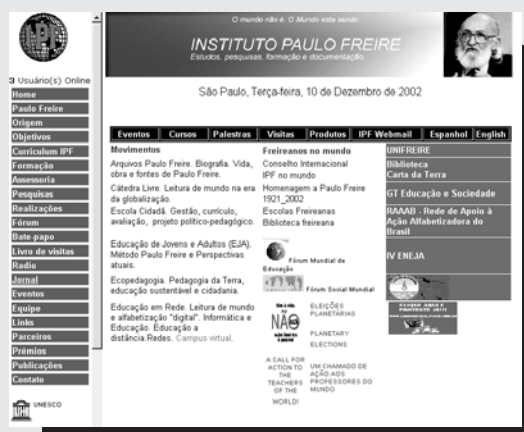 IPF
3 Usuário(s) Online
Home
Paulo Freire
Origem
Objetivos
Curriculum IPF
Formação
Assessoria
Pesquisas
Realizações
Fórum
Bate-papo
Livro de visitas
Radio
Jornal
Eventos
Equipe
Links
Parceiros
Prêmios
Publicações
Contato
UNESCO
O mundo não é. O Mundo está sendo.
INSTITUTO PAULO FREIRE
Estudos, pesquisas, formação e documentação.
São Paulo, Terça-feira, 10 de Dezembro de 2002
Eventos Cursos Palestras Visitas Produtos IPF Webmail Espanhol English
Movimentos
Arquivos Paulo Freire. Biografia. Vida,
obra e fontes de Paulo Freire.
Cátedra Livre. Leitura de mundo na era
da globalização.
Escola Cidadã. Gestão, currículo,
avaliação, projeto político-pedagógico.
Educação de Jovens e Adultos (EJA).
Método Paulo Freire e Perspectivas
atuais.
Ecopedagogia. Pedagogia da Terra,
educação sustentável e cidadania.
Educação em Rede. Leitura de mundo
e alfabetização "digital". Informática e
Educação. Educação a
distância.Redes. Campus virtual.
Freireanos no mundo
Conselho Internacional
IPF no mundo
Homenagem a Paulo Freire
1921_2002
Escolas Freireanas
Biblioteca freireana
Fórum Mundial de
Educação
Fórum Social Mundial
NÃO
ELEIÇÕES
PLANETÁRIAS
PLANETARY
ELECTIONS
A CALL FOR
ACTION TO
THE
TEACHERS
OF THE
WORLD!
UM CHAMADO DE
AÇÃO AOS
PROFESSORES DO
MUNDO
UNIFREIRE
Biblioteca
Carta da Terra
GT Educação e Sociedade
RAAAB - Rede de Apoio à
Ação Alfabetizadora do
Brasil
IV ENEJA
CLIQUE AQUI E
PROTESTE JÁ!!